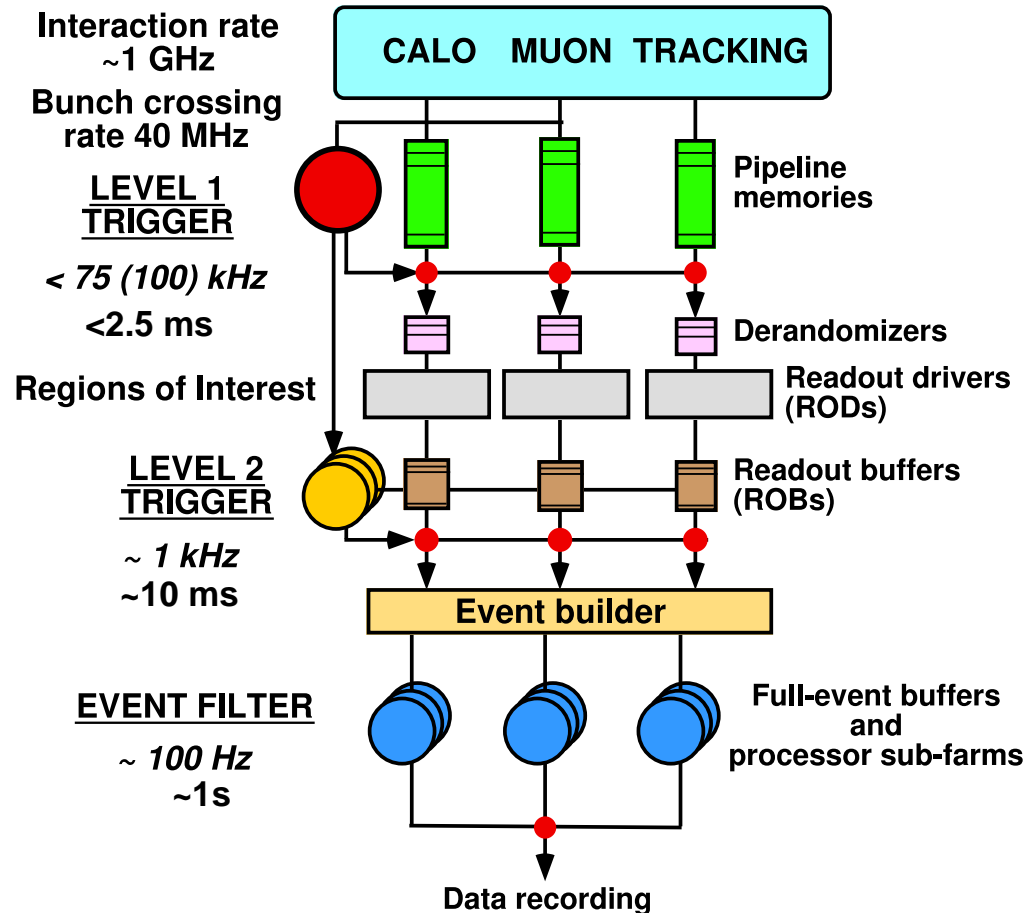 Interaction rate
~1 GHz
CALO MUON TRACKING
Bunch crossing
rate 40 MHz
LEVEL 1
TRIGGER
Pipeline
memories
< 75 (100) kHz
<2.5 ms
Derandomizers
Regions of Interest
Readout drivers
(RODs)
LEVEL 2
TRIGGER
Readout buffers
(ROBs)
~ 1 kHz
~10 ms
Event builder
EVENT FILTER
~ 100 Hz
~1s
Full-event buffers
and
processor sub-farms
Data recording